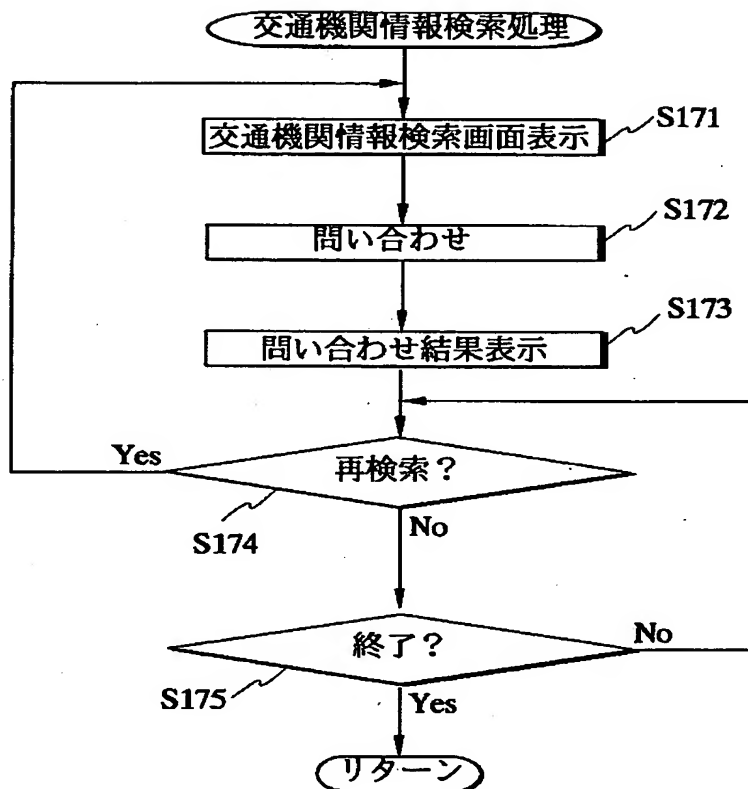 交通機関情報検索処理
交通機関情報検索画面表示
S171
問い合わせ
S172
問い合わせ結果表示
S173
再検索?
Yes
S174
No
終了?
No
S175
Yes
リターン